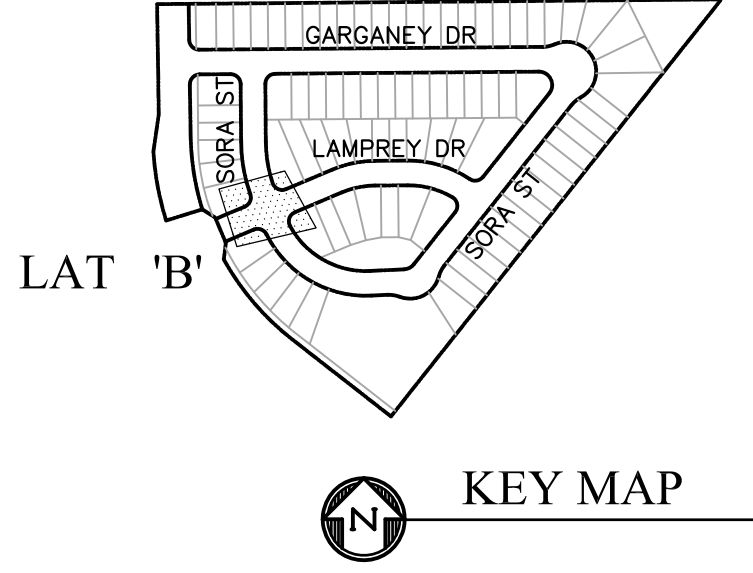 GARGANEY DR
SORA ST
LAMPREY DR
SORA ST
LAT 'B'
KEY MAP
N